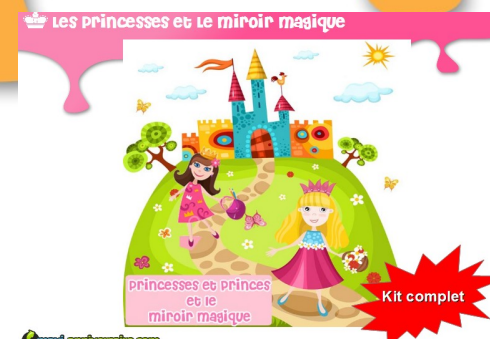 Les Princesses et le miroir magique
Princesses et Princes
et le
miroir magique
Kit complet